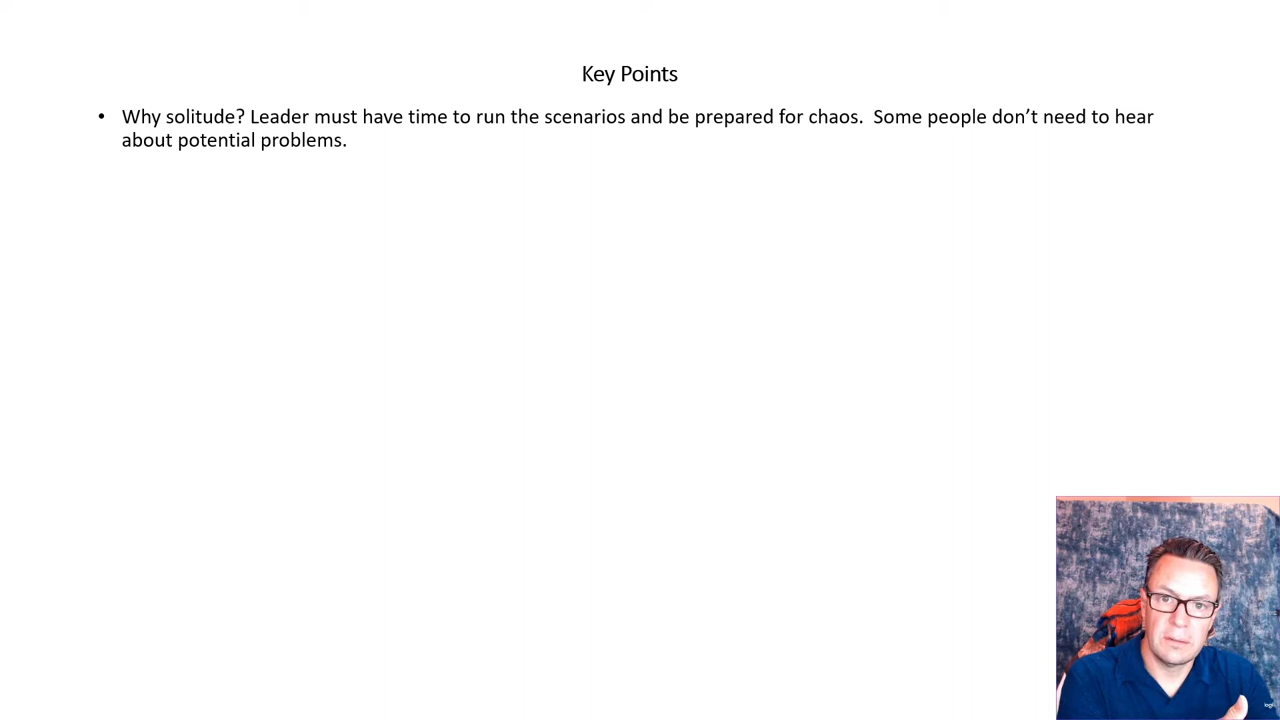 Key Points
• Why solitude? Leader must have time to run the scenarios and be prepared for chaos.  Some people don’t need to hear
about potential problems.
logi